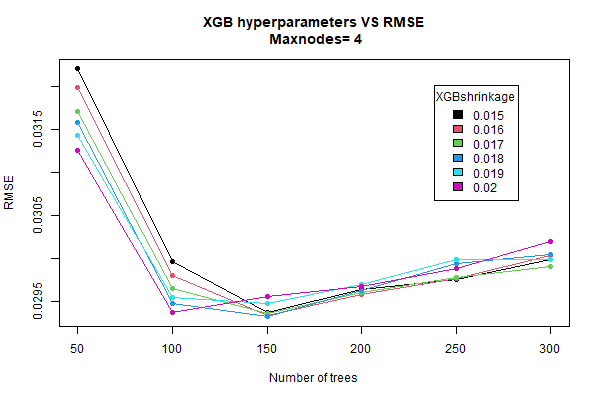 XGB hyperparameters VS RMSE
Maxnodes= 4
XGBshrinkage
0.015
0.016
0.017
0.018
0.019
0.02
RMSE
0.0315
0.0305
0.0295
50 100 150 200 250 300
Number of trees